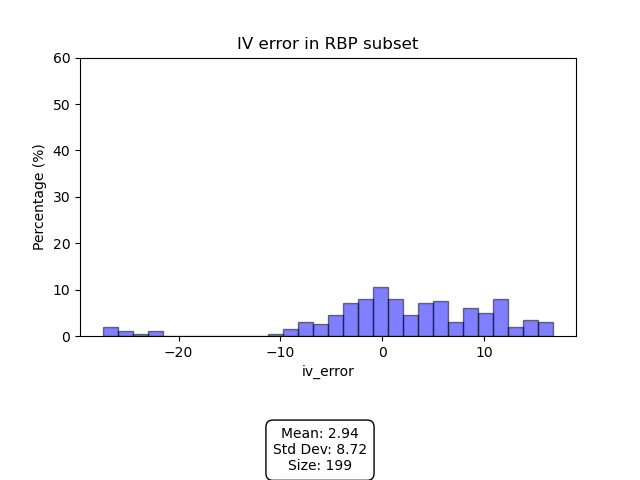 IV error in RBP subset
60
50
40
30
20
10
0
Percentage (%)
−20
−10
0
10
iv_error
Mean: 2.94
Std Dev: 8.72
Size: 199